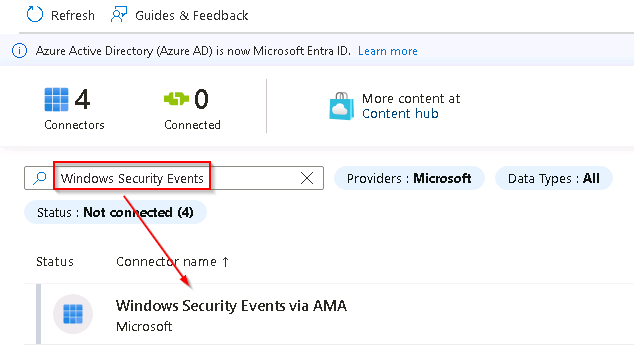 Refresh Guides & Feedback
Azure Active Directory (Azure AD) is now Microsoft Entra ID. Learn more
4 0
Connectors Connected
More content at
Content hub
Windows Security Events
Providers : Microsoft
Data Types : All
Status : Not connected (4)
Status Connector name ↑
Windows Security Events via AMA
Microsoft